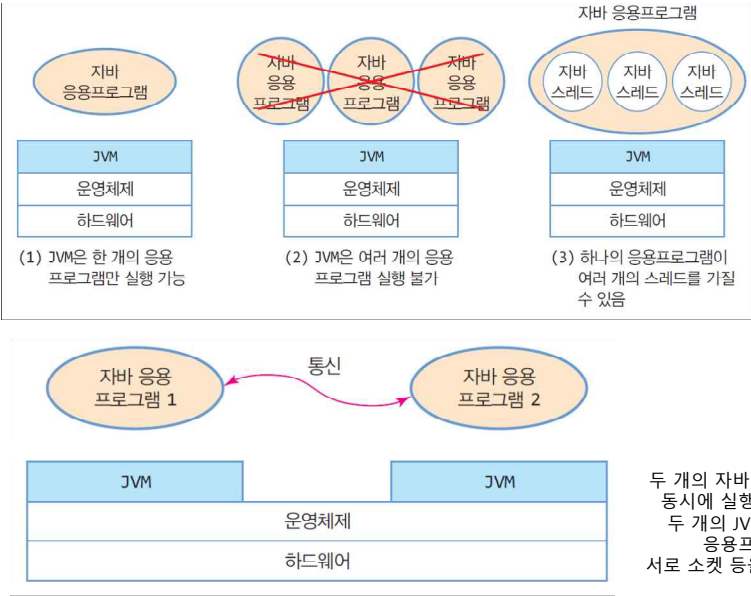 자바
응용프로그램
JVM
운영체제
하드웨어
(1) JVM은 한 개의 응용
프로그램만 실행 가능
자바
응용
프로그램
자바
응용
프로그램
자바
응용
프로그램
JVM
운영체제
하드웨어
(2) JVM은 여러 개의 응용
프로그램 실행 불가
자바 응용프로그램
자바
스레드
자바
스레드
자바
스레드
JVM
운영체제
하드웨어
(3) 하나의 응용프로그램이
여러 개의 스레드를 기질
수 있음
자바 응용
프로그램 1
통신
자바 응용
프로그램 2
JVM
JVM
운영체제
하드웨어
두 개의 자바
동시에 실행
두 개의 JV
응용프
서로 소켓 등을